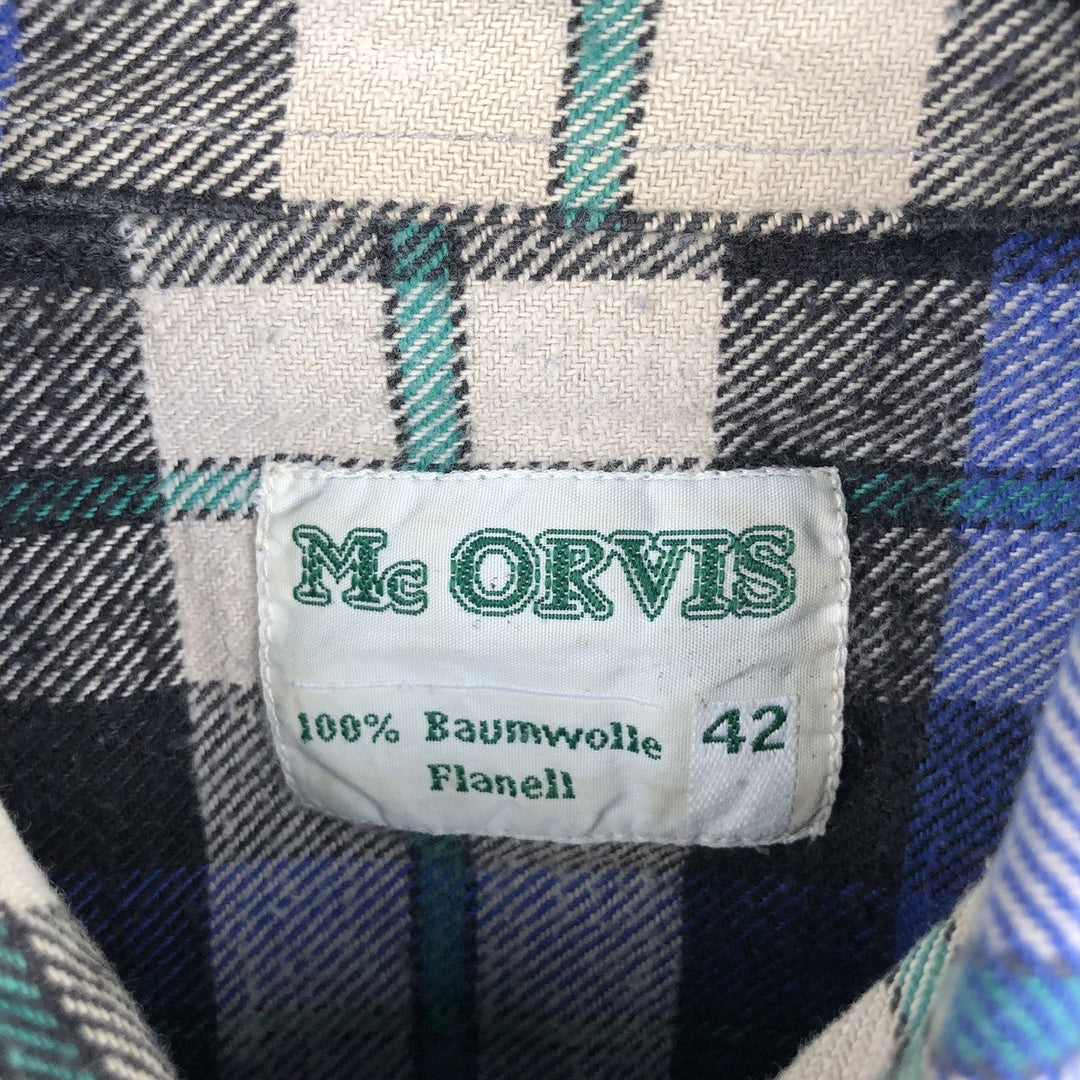 Mc ORVIS
100% Baumwolle 42
Flanell